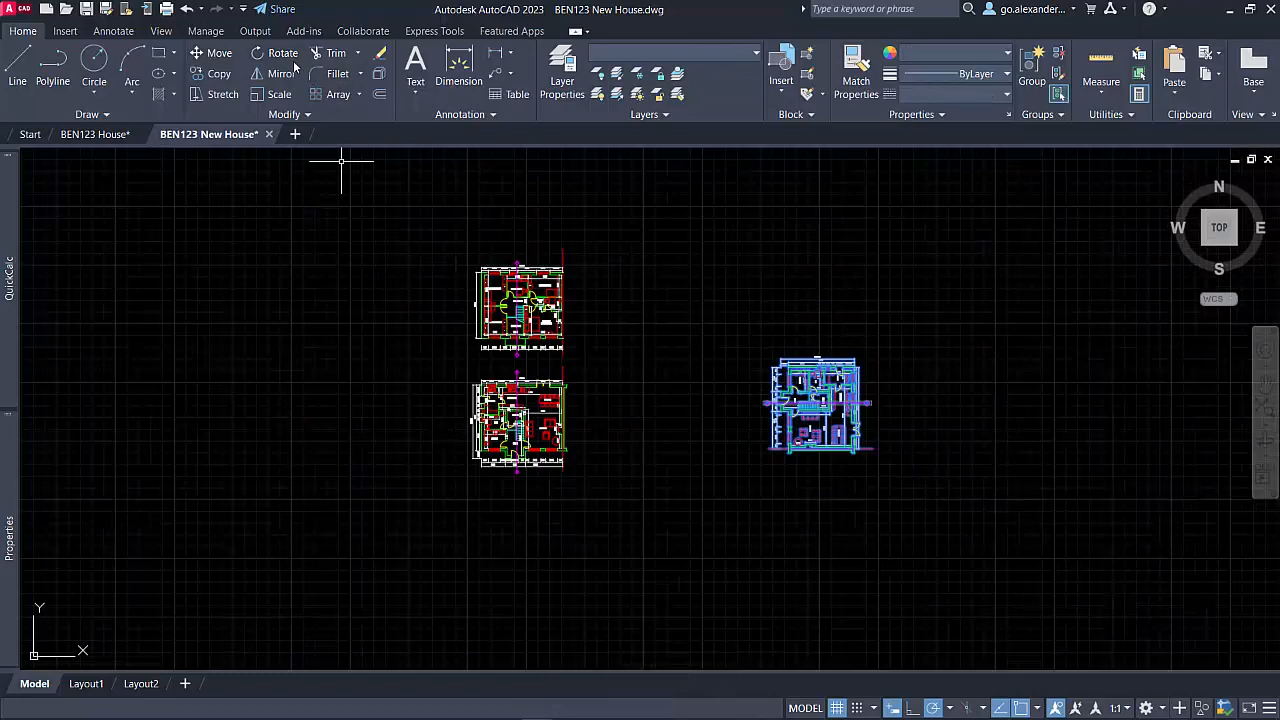 CAD
Share
Autodesk AutoCAD 2023 BEN123 New House.dwg
Type a keyword or phrase
go.alexander...
Home Insert Annotate View Manage Output Add-ins Collaborate Express Tools Featured Apps
Line
Polyline
Circle
Arc
Move
Copy
Stretch
Rotate
Mirror
Scale
Trim
Fillet
Array
Text
Dimension
Table
Layer
Properties
Insert
Match
Properties
ByLayer
Group
Measure
Paste
Base
Draw
Modify
Annotation
Layers
Block
Properties
Groups
Utilities
Clipboard
View
Start
BEN123 House*
BEN123 New House*
N
W
TOP
E
S
WCS
QuickCalc
Properties
Y
X
Model
Layout1
Layout2
MODEL
1:1